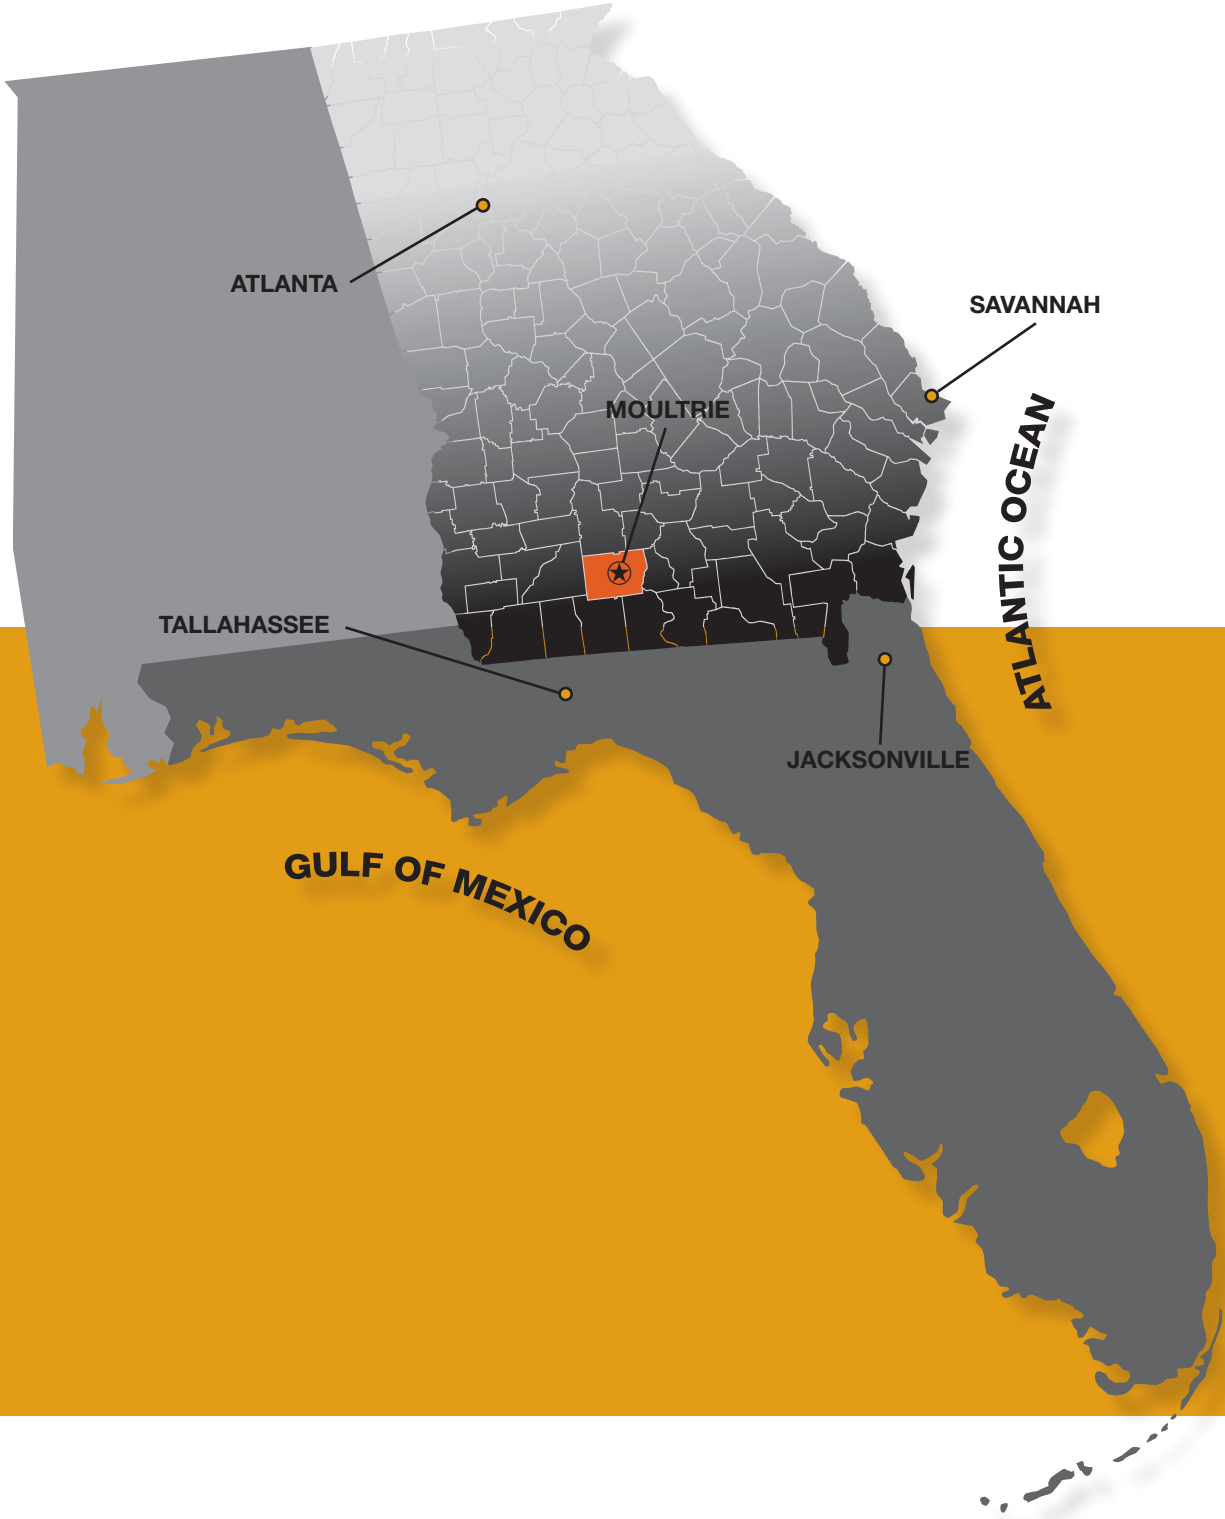 ATLANTA
SAVANNAH
MOULTRIE
ATLANTIC OCEAN
TALLAHASSEE
JACKSONVILLE
GULF OF MEXICO